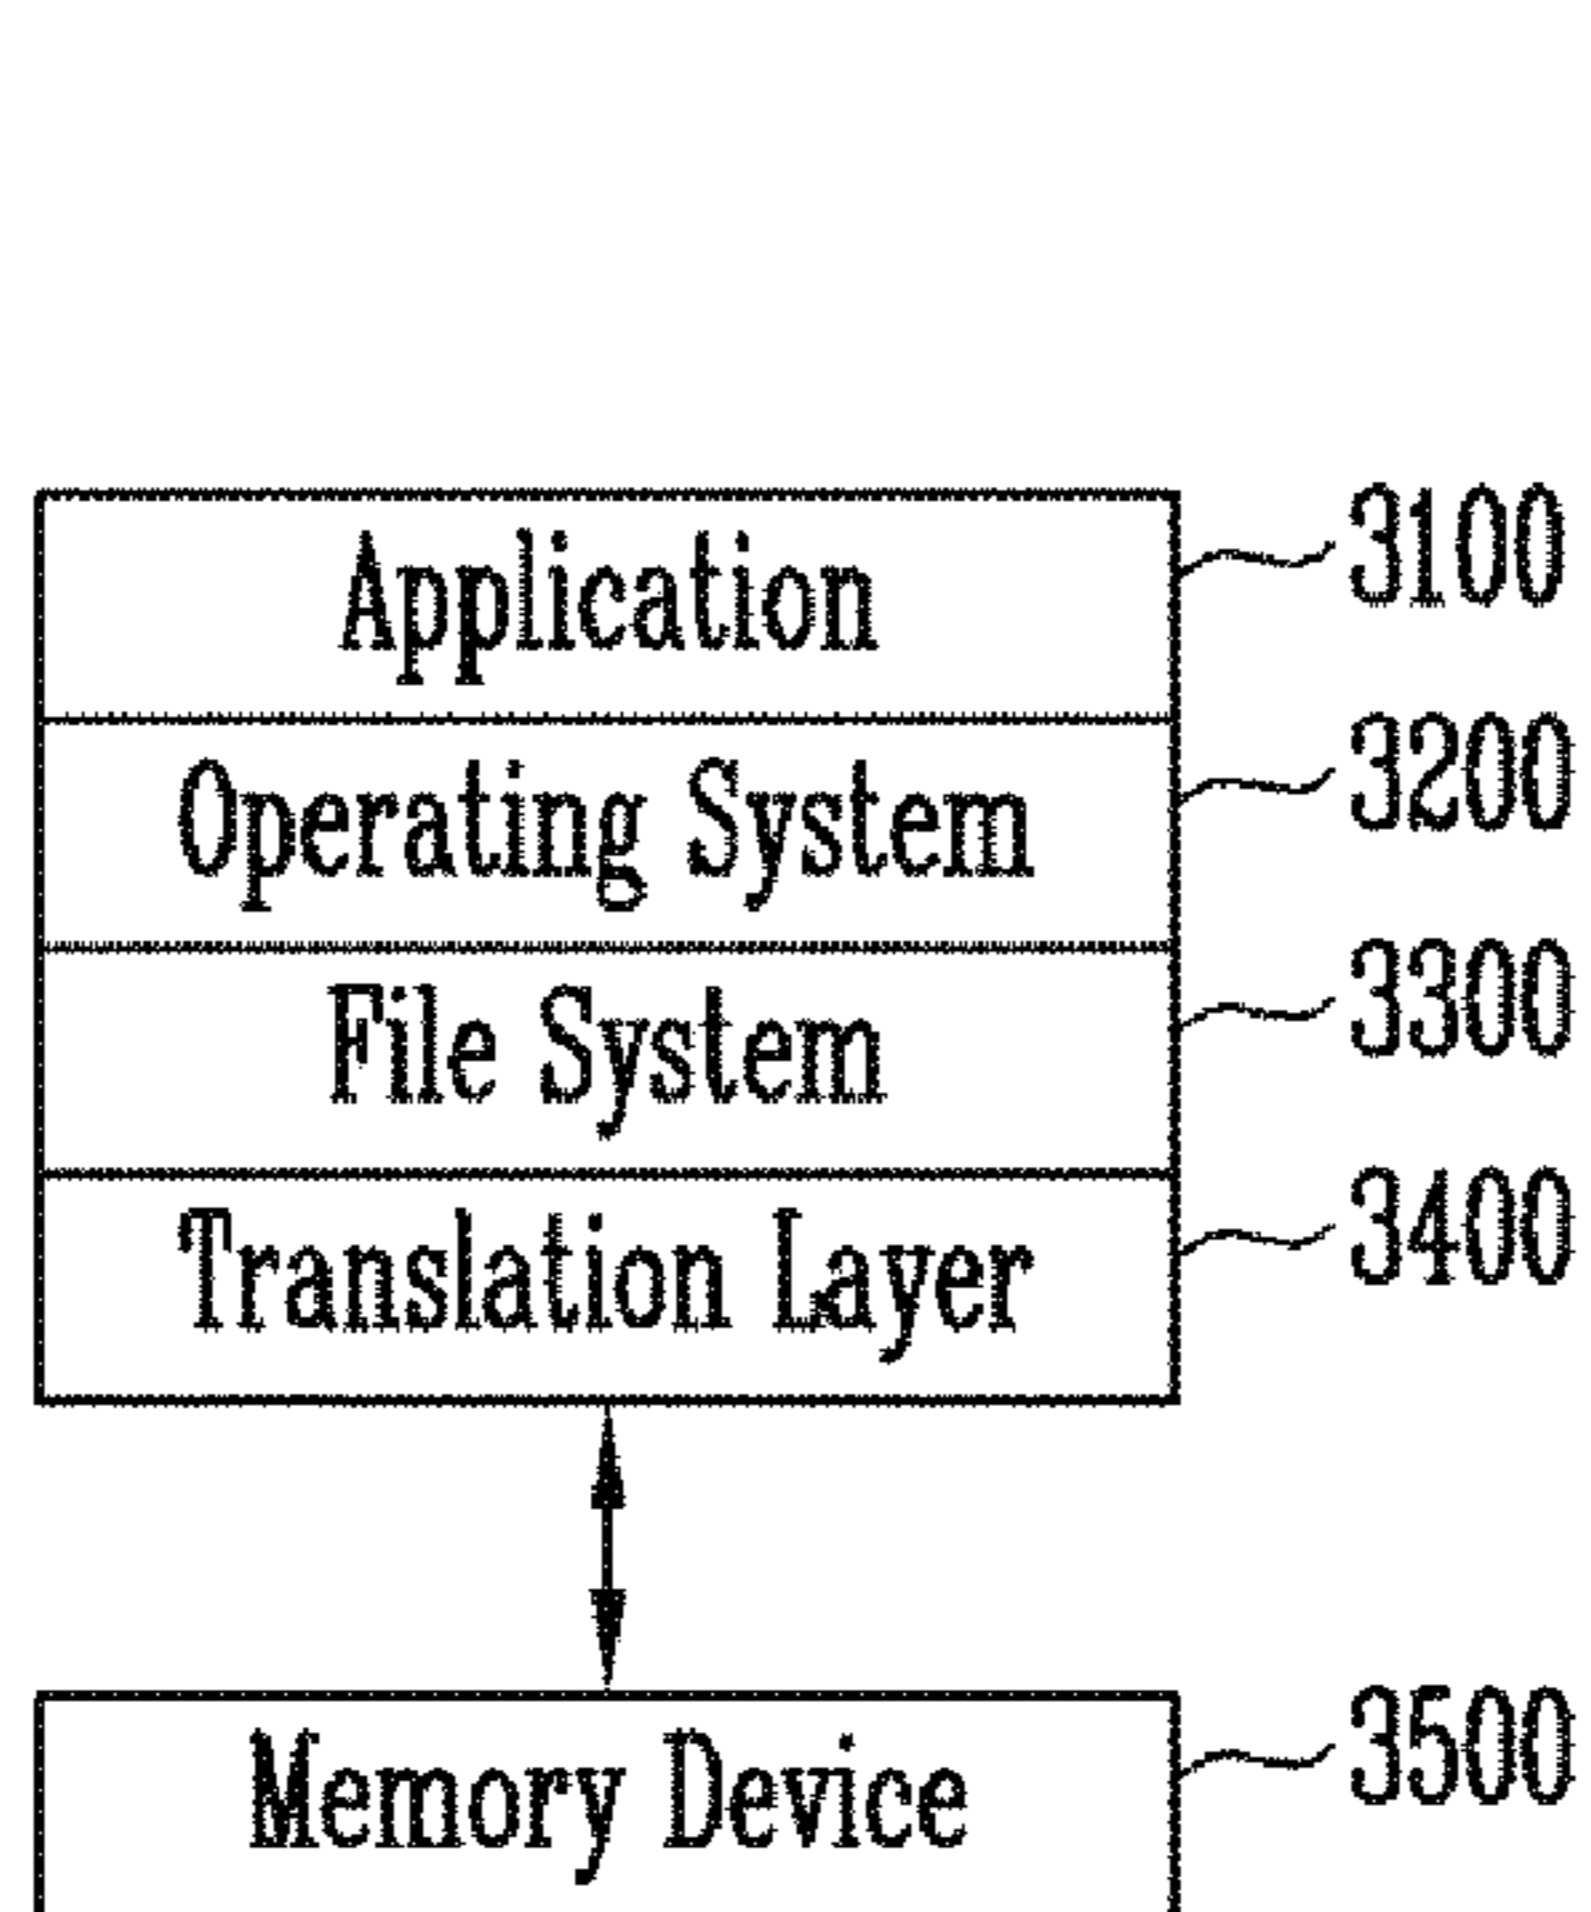 Application 3100
Operating System 3200
File System 3300
Translation Layer 3400
Memory Device 3500